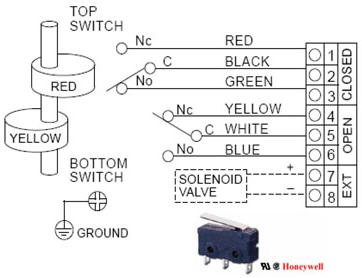 TOP
SWITCH
RED
YELLOW
BOTTOM
SWITCH
GROUND
Nc RED 1
C BLACK 2
No GREEN 3
CLOSED
Nc YELLOW 4
C WHITE 5
No BLUE 6
OPEN
SOLENOID
VALVE
+ 7
− 8
EXT
Honeywell